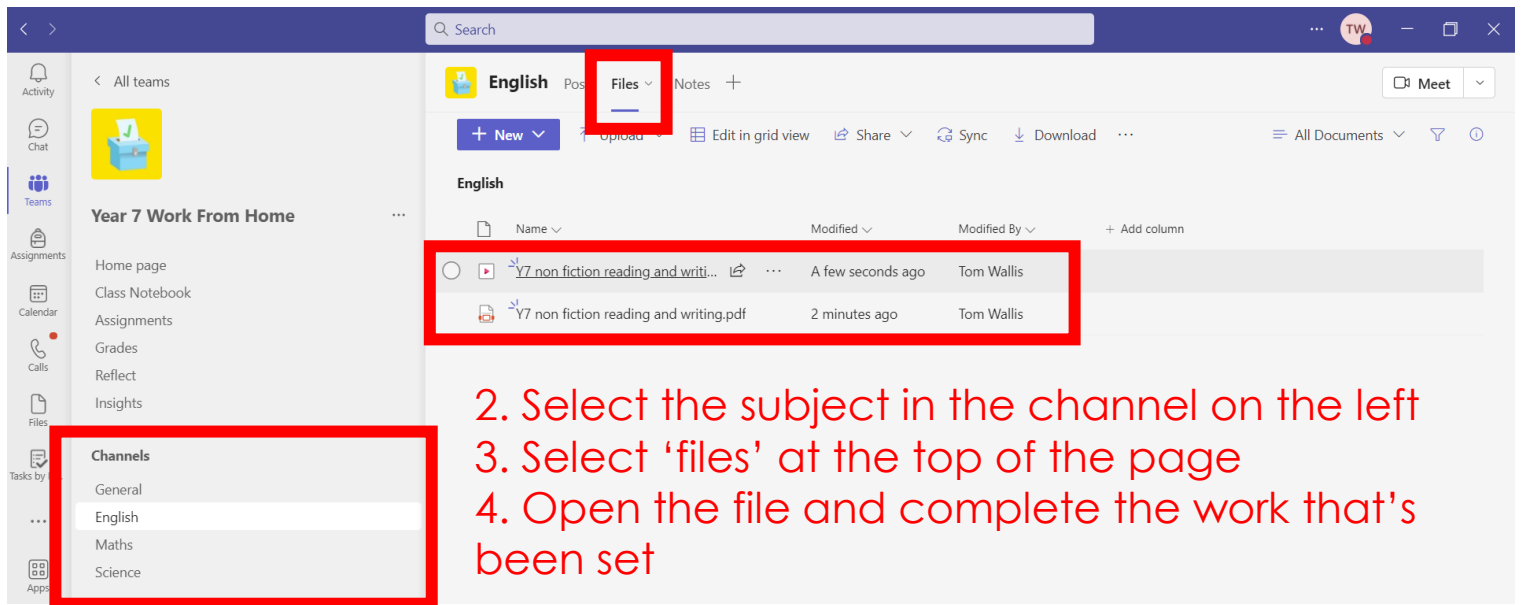 Search
...
TW
Activity
Chat
Teams
Assignments
Calendar
Calls
Files
Tasks by
...
Apps
All teams
Year 7 Work From Home
...
Home page
Class Notebook
Assignments
Grades
Reflect
Insights
Channels
General
English
Maths
Science
English Files Notes +
Meet
+ New Upload Edit in grid view Share Sync Download ... All Documents
English
Name Modified Modified By + Add column
Y7 non fiction reading and writi... ... A few seconds ago Tom Wallis
Y7 non fiction reading and writing.pdf 2 minutes ago Tom Wallis
2. Select the subject in the channel on the left
3. Select ‘files’ at the top of the page
4. Open the file and complete the work that’s
been set